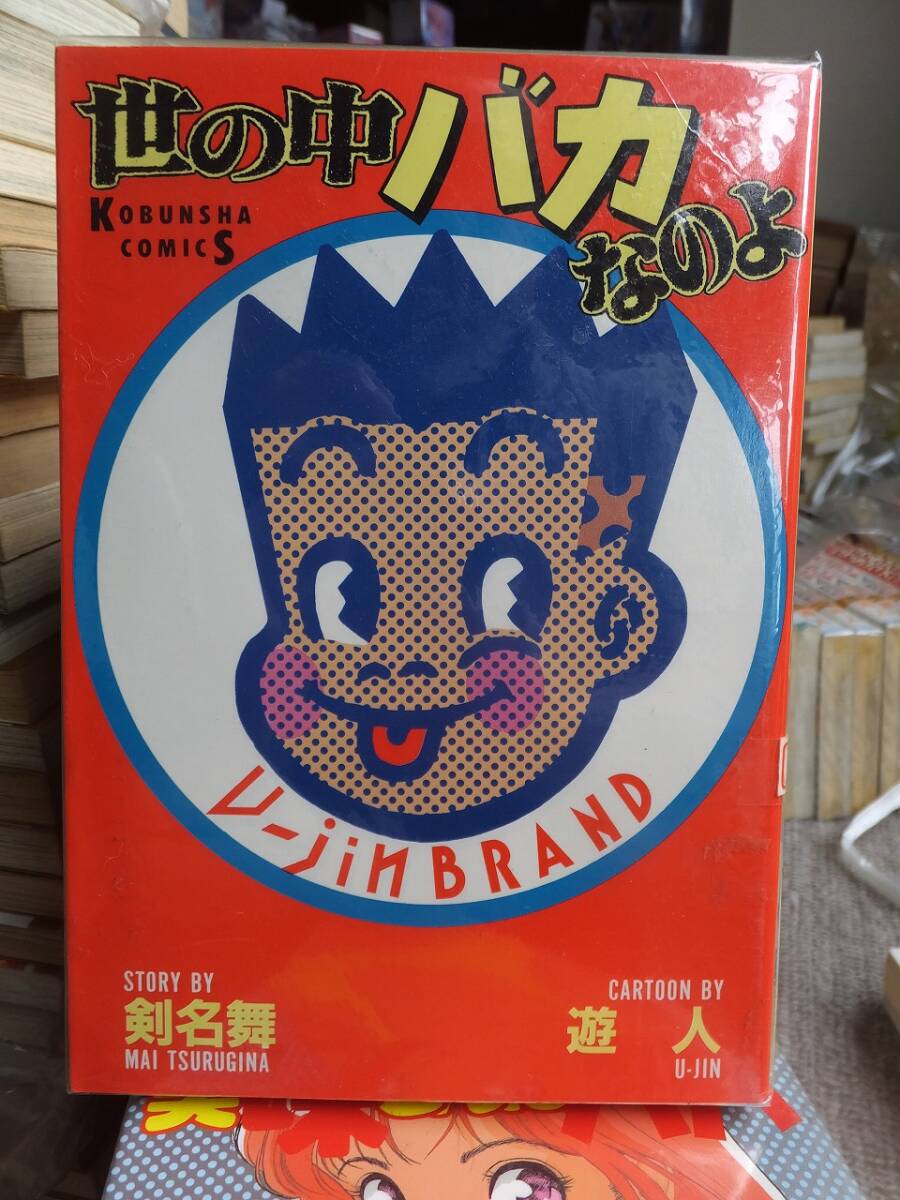 世の中バカなのよ
KOBUNSHA
COMICS
U-jin BRAND
STORY BY
剣名舞
MAI TSURUGINA
CARTOON BY
遊人
U-JIN